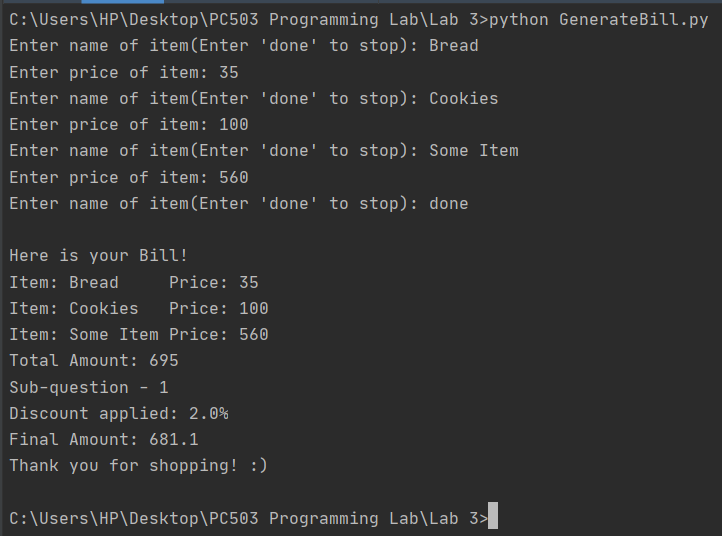 C:\Users\HP\Desktop\PC503 Programming Lab\Lab 3>python GenerateBill.py
Enter name of item(Enter 'done' to stop): Bread
Enter price of item: 35
Enter name of item(Enter 'done' to stop): Cookies
Enter price of item: 100
Enter name of item(Enter 'done' to stop): Some Item
Enter price of item: 560
Enter name of item(Enter 'done' to stop): done

Here is your Bill!
Item: Bread     Price: 35
Item: Cookies   Price: 100
Item: Some Item Price: 560
Total Amount: 695
Sub-question - 1
Discount applied: 2.0%
Final Amount: 681.1
Thank you for shopping! :)

C:\Users\HP\Desktop\PC503 Programming Lab\Lab 3>